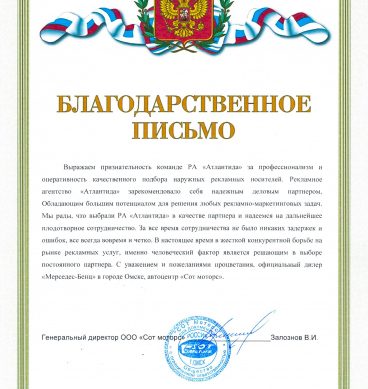 БЛАГОДАРСТВЕННОЕ
ПИСЬМО
Выражаем признательность команде РА «Атлантида» за профессионализм и
оперативность качественного подбора наружных рекламных носителей. Рекламное
агентство «Атлантида» зарекомендовало себя надежным деловым партнером,
Обладающим большим потенциалом для решения любых рекламно-маркетинговых задач.
Мы рады, что выбрали РА «Атлантида» в качестве партнера и надеемся на дальнейшее
плодотворное сотрудничество. За все время сотрудничества не было никаких задержек и
ошибок, все всегда вовремя и четко. В настоящее время в жесткой конкурентной борьбе на
рынке рекламных услуг, именно человеческий фактор является решающим в выборе
постоянного партнера. С уважением и пожеланиями процветания, официальный дилер
«Мерседес-Бенц» в городе Омске, автоцентр «Сот моторс».
Генеральный директор ООО «Сот моторс» Залознов В.И.